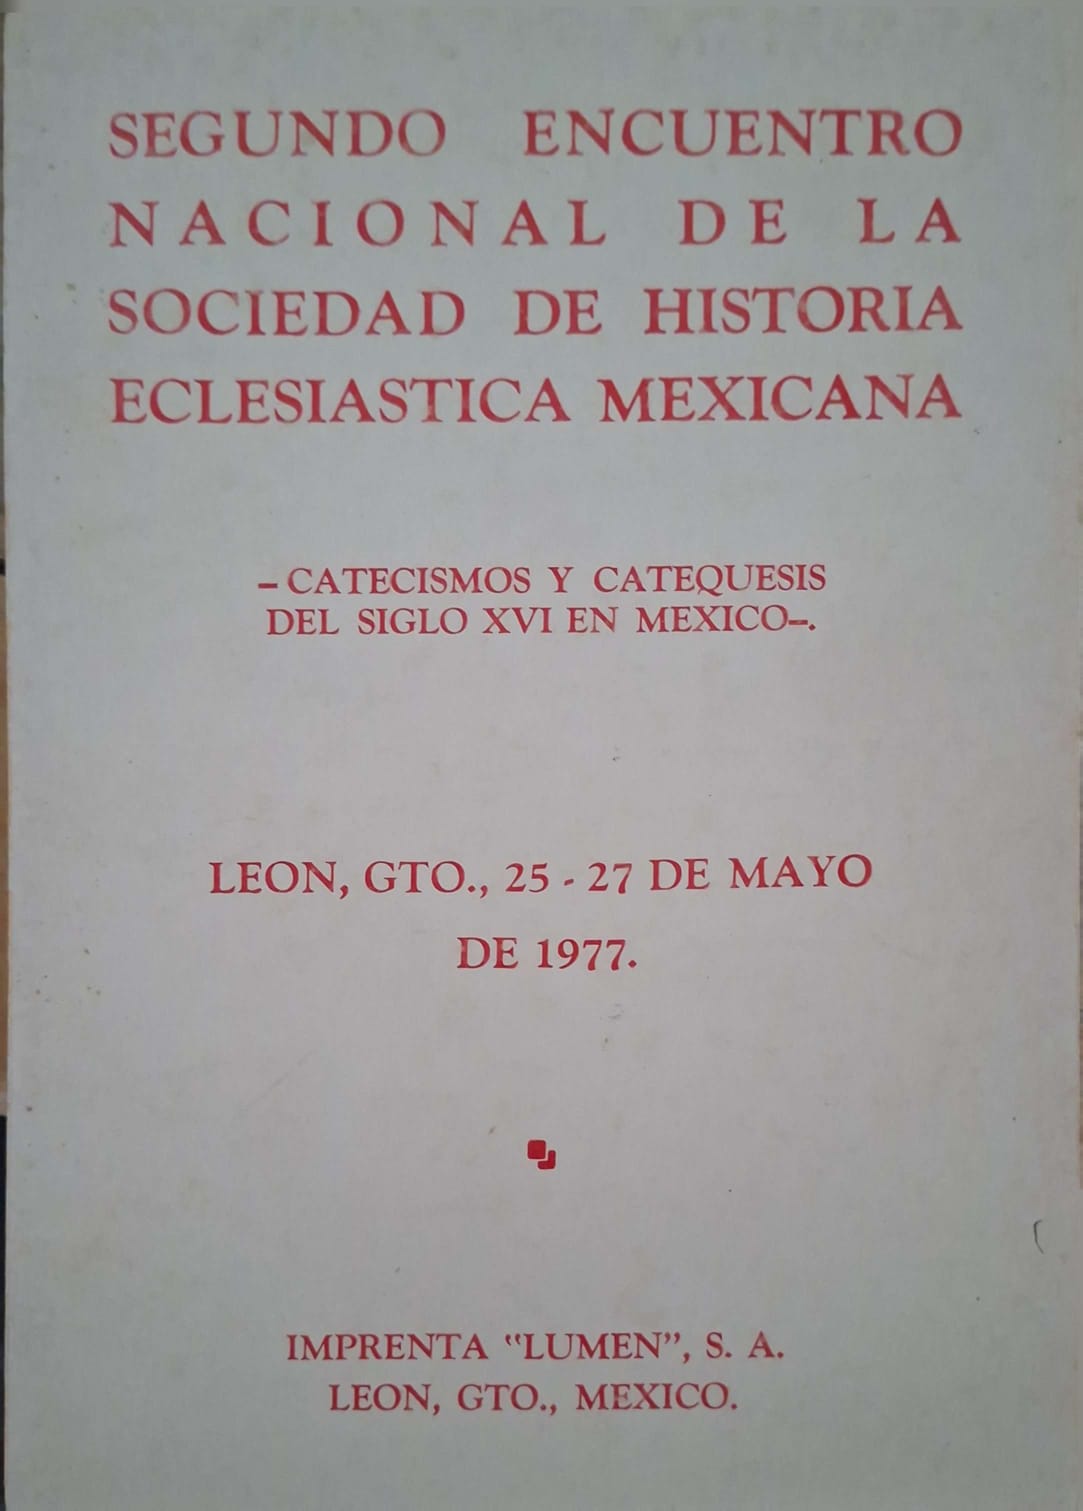 SEGUNDO ENCUENTRO
NACIONAL DE LA
SOCIEDAD DE HISTORIA
ECLESIASTICA MEXICANA
– CATECISMOS Y CATEQUESIS
DEL SIGLO XVI EN MEXICO–.
LEON, GTO., 25 - 27 DE MAYO
DE 1977.
IMPRENTA “LUMEN”, S. A.
LEON, GTO., MEXICO.